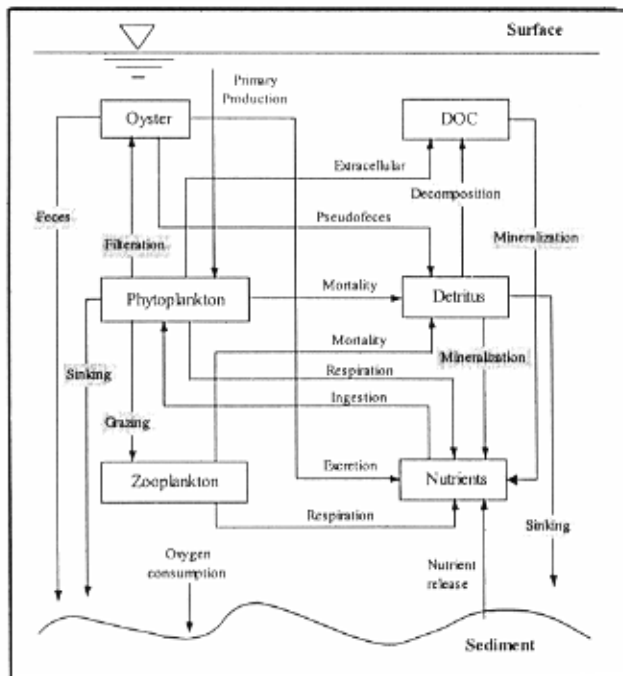 Surface
Primary
Production
Oyster
DOC
Extracellular
Decomposition
Feces
Pseudofeces
Filteration
Mineralization
Phytoplankton
Mortality
Detritus
Mortality
Mineralization
Sinking
Respiration
Ingestion
Grazing
Zooplankton
Excretion
Nutrients
Respiration
Sinking
Oxygen
consumption
Nutrient
release
Sediment